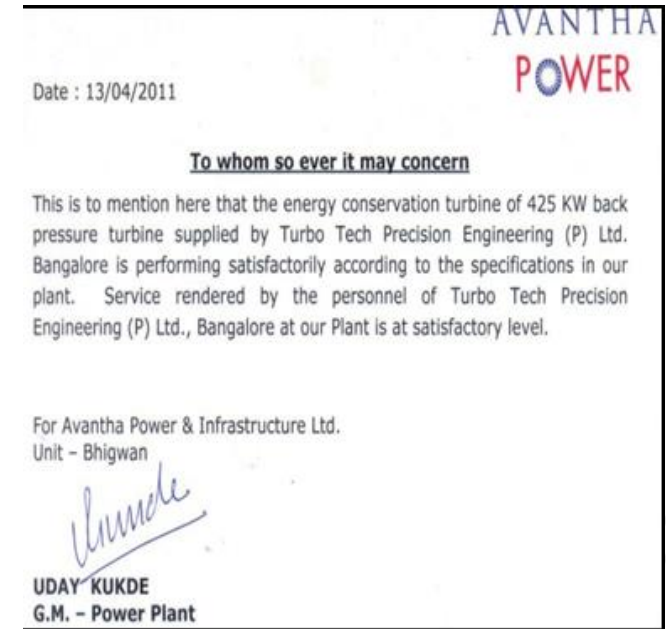 AVANTHA
POWER
Date : 13/04/2011
To whom so ever it may concern
This is to mention here that the energy conservation turbine of 425 KW back
pressure turbine supplied by Turbo Tech Precision Engineering (P) Ltd.
Bangalore is performing satisfactorily according to the specifications in our
plant. Service rendered by the personnel of Turbo Tech Precision
Engineering (P) Ltd., Bangalore at our Plant is at satisfactory level.
For Avantha Power & Infrastructure Ltd.
Unit – Bhigwan
UDAY KUKDE
G.M. – Power Plant